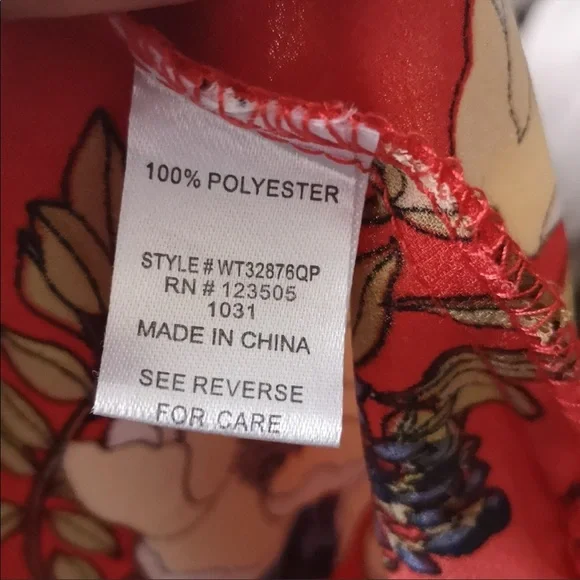 100% POLYESTER
STYLE # WT32876QP
RN # 123505
1031
MADE IN CHINA
SEE REVERSE
FOR CARE